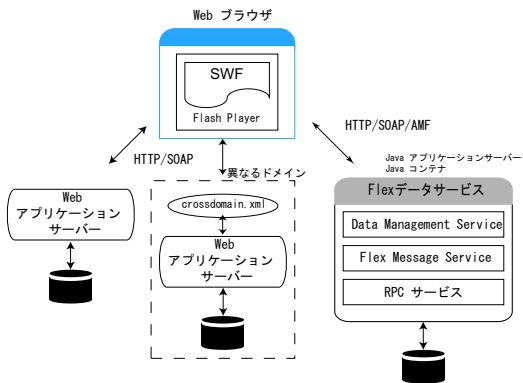 Web ブラウザ
SWF
Flash Player
HTTP/SOAP/AMF
HTTP/SOAP
Java アプリケーションサーバー
Java コンテナ
異なるドメイン
Flexデータサービス
Web
アプリケーション
サーバー
crossdomain.xml
Web
アプリケーション
サーバー
Data Management Service
Flex Message Service
RPC サービス